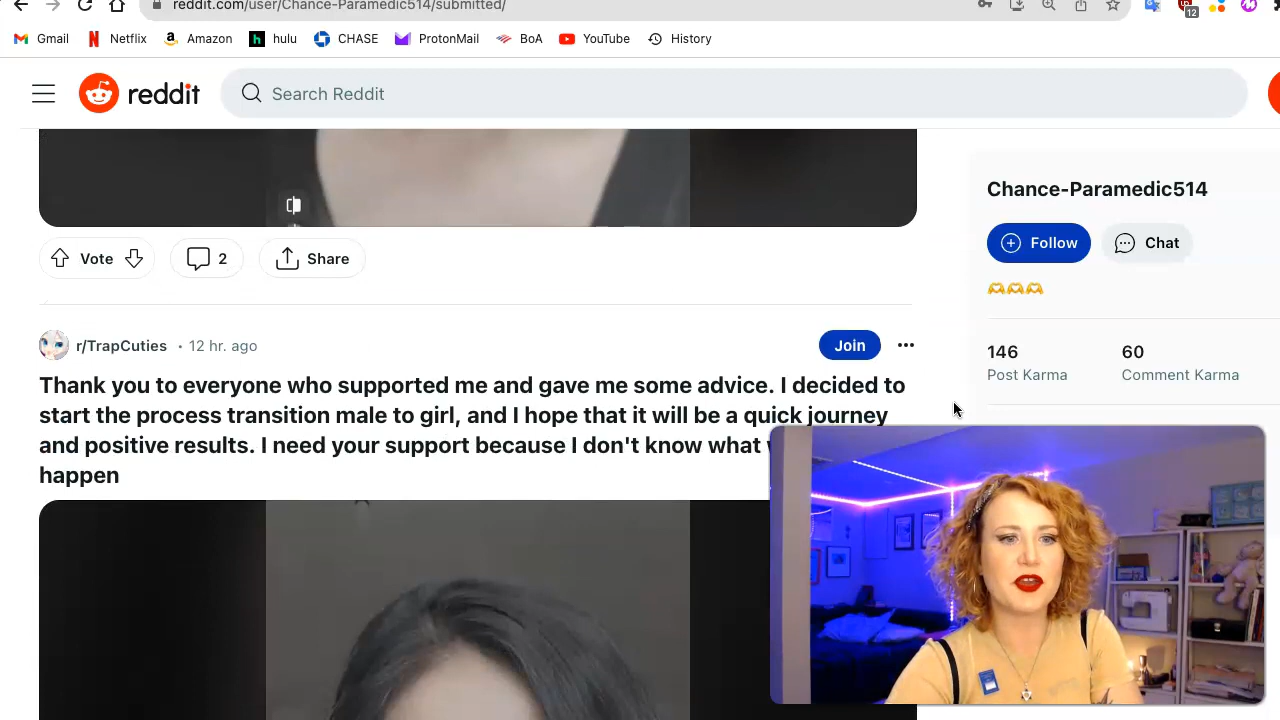 reddit.com/user/Chance-Paramedic514/submitted/
12
Gmail Netflix Amazon hulu CHASE ProtonMail BoA YouTube History
reddit Search Reddit
Chance-Paramedic514
Follow Chat
Vote 2 Share
146 60
Post Karma Comment Karma
r/TrapCuties • 12 hr. ago Join
Thank you to everyone who supported me and gave me some advice. I decided to
start the process transition male to girl, and I hope that it will be a quick journey
and positive results. I need your support because I don't know what
happen